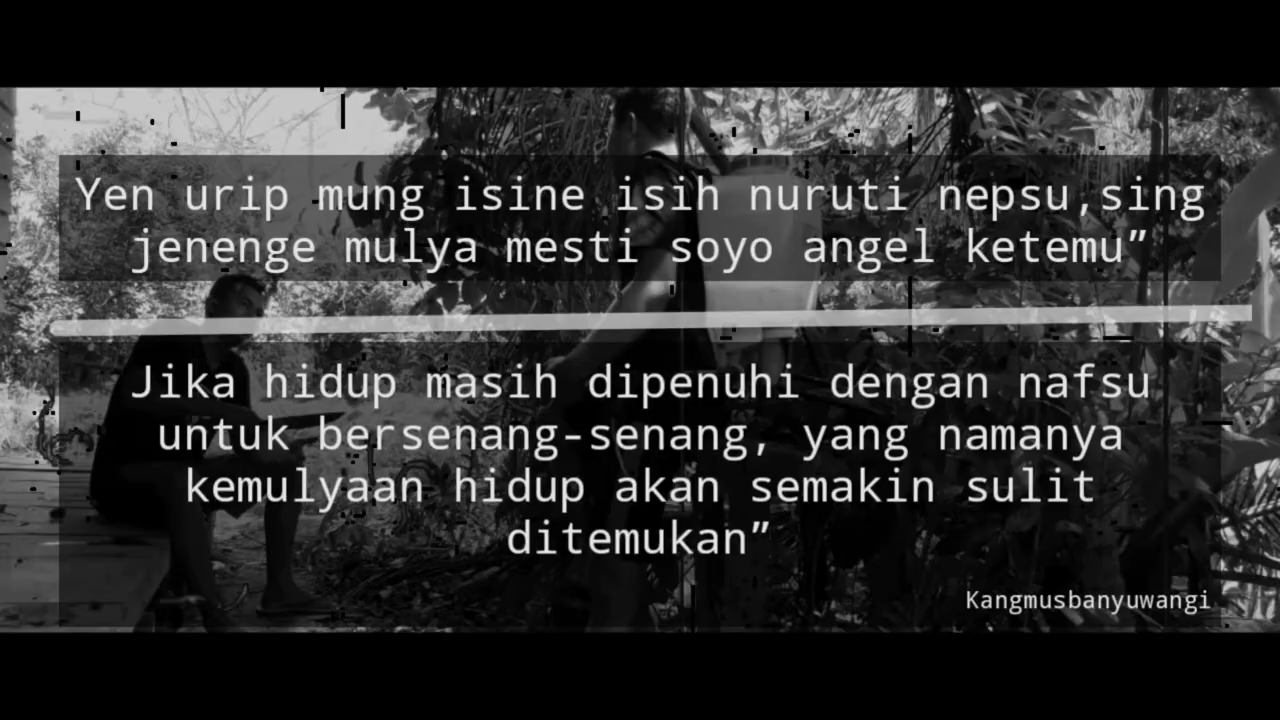 Yen urip mung isine isih nuruti nepsu,sing
jenenge mulya mesti soyo angel ketemu”
Jika hidup masih dipenuhi dengan nafsu
untuk bersenang-senang, yang namanya
kemulyaan hidup akan semakin sulit
ditemukan”
Kangmusbanyuwangi